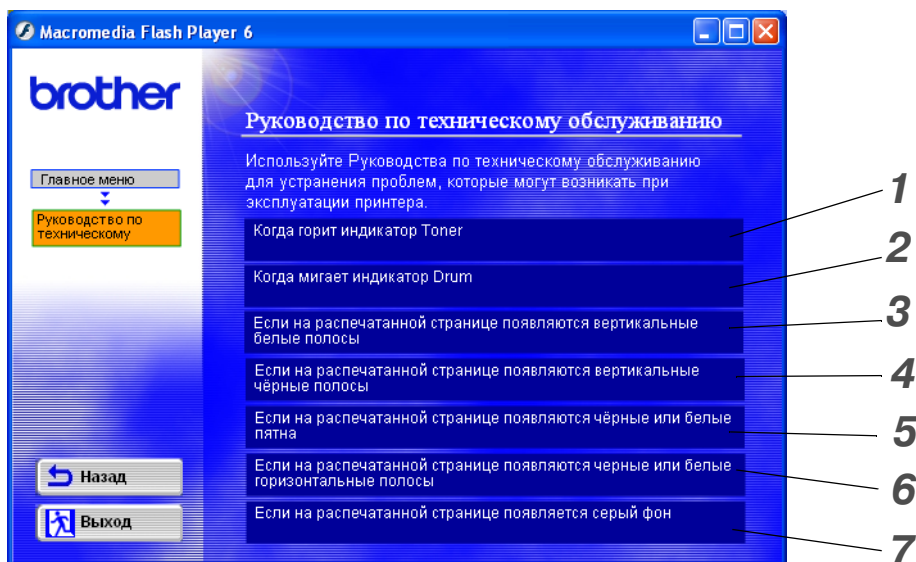 Macromedia Flash Player 6
brother
Главное меню
Руководство по
техническому
Назад
Выход
Руководство по техническому обслуживанию
Используйте Руководства по техническому обслуживанию
для устранения проблем, которые могут возникать при
эксплуатации принтера.
Когда горит индикатор Toner
Когда мигает индикатор Drum
Если на распечатанной странице появляются вертикальные
белые полосы
Если на распечатанной странице появляются вертикальные
чёрные полосы
Если на распечатанной странице появляются чёрные или белые
пятна
Если на распечатанной странице появляются черные или белые
горизонтальные полосы
Если на распечатанной странице появляется серый фон
1
2
3
4
5
6
7